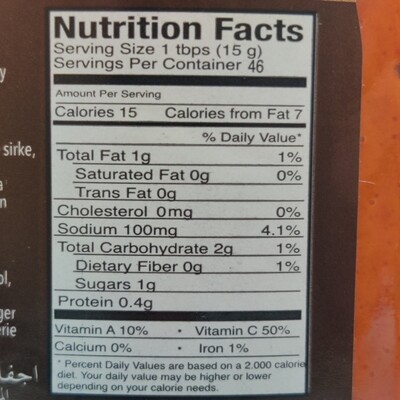 Nutrition Facts
Serving Size 1 tbps (15 g)
Servings Per Container 46
Amount Per Serving
Calories 15 Calories from Fat 7
% Daily Value*
Total Fat 1g 1%
Saturated Fat 0g 0%
Trans Fat 0g
Cholesterol 0mg 0%
Sodium 100mg 4.1%
Total Carbohydrate 2g 1%
Dietary Fiber 0g 1%
Sugars 1g
Protein 0.4g
Vitamin A 10% • Vitamin C 50%
Calcium 0% • Iron 1%
* Percent Daily Values are based on a 2.000 calorie
diet. Your daily value may be higher or lower
depending on your calorie needs.
sirke,